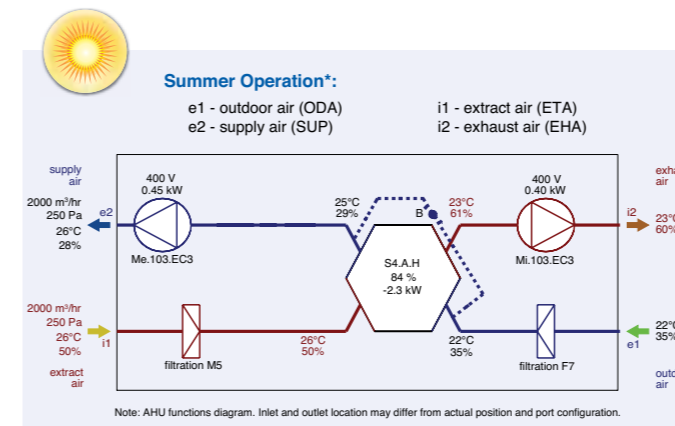 Summer Operation*:
e1 - outdoor air (ODA)
i1 - extract air (ETA)
e2 - supply air (SUP)
i2 - exhaust air (EHA)
supply
air
2000 m³/hr
250 Pa
26°C
28%
e2
400 V
0.45 kW
Me.103.EC3
25°C
29%
B
23°C
61%
400 V
0.40 kW
Mi.103.EC3
exha
air
i2
23°C
60%
S4.A.H
84 %
-2.3 kW
2000 m³/hr
250 Pa
26°C
50%
i1
extract
air
filtration M5
26°C
50%
22°C
35%
filtration F7
e1
22°C
35%
outd
air
Note: AHU functions diagram. Inlet and outlet location may differ from actual position and port configuration.